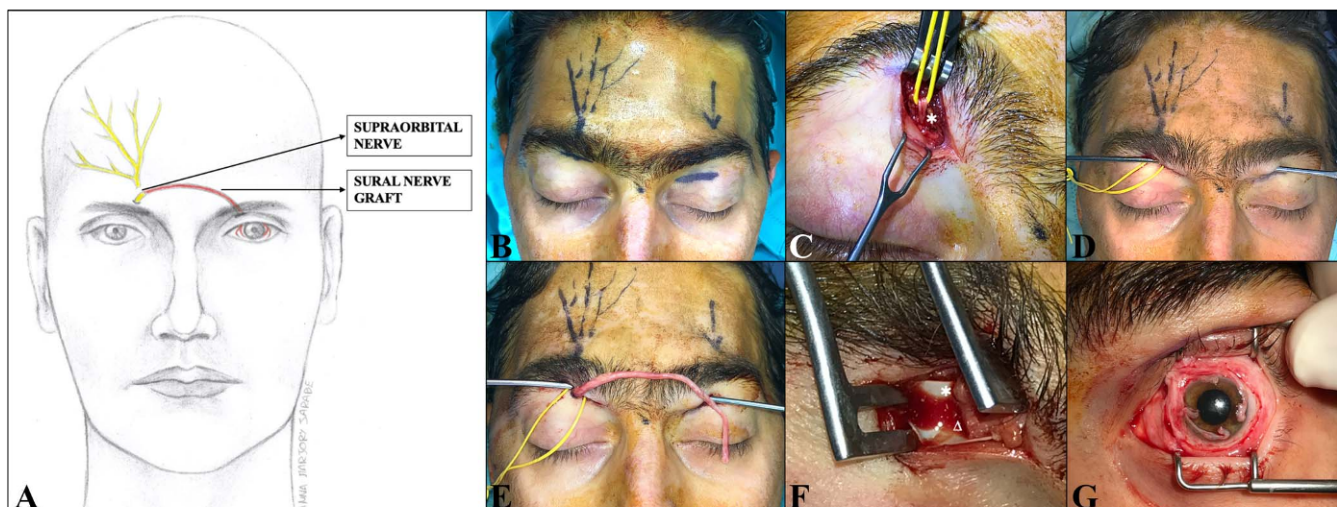 SUPRAORBITAL
NERVE
SURAL NERVE
GRAFT
A
B
C
*
D
E
F
*
Δ
G